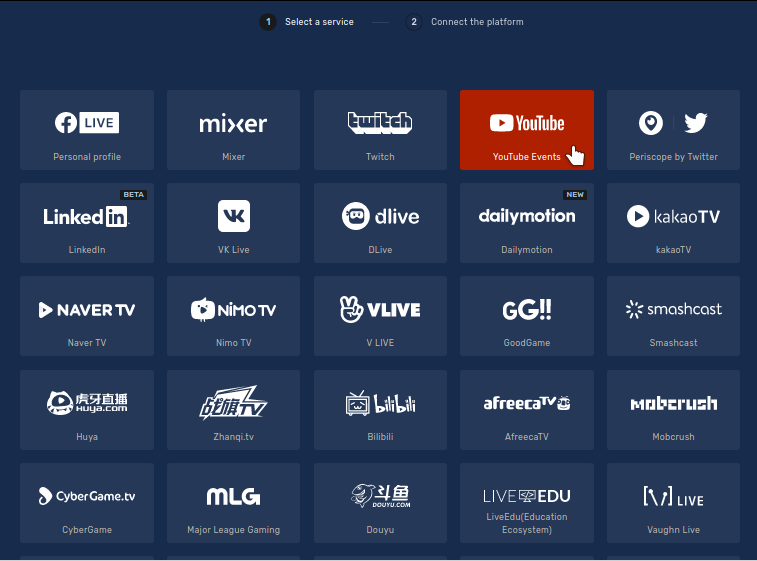 1 Select a service 2 Connect the platform
LIVE mixer twitch YouTube
Personal profile Mixer Twitch YouTube Events Periscope by Twitter
BETA NEW
Linked in VK dlive dailymotion kakaoTV
LinkedIn VK Live DLive Dailymotion kakaoTV
NAVER TV NiMO TV VLIVE GG!! smashcast
Naver TV Nimo TV V LIVE GoodGame Smashcast
虎牙直播 战旗TV bilibili afreecaTV Mobcrush
HUYA.COM
Huya Zhanqi.tv Bilibili AfreecaTV Mobcrush
CyberGame.tv MLG 斗鱼 LIVE EDU [\/] LIVE
DOUYU.COM
CyberGame Major League Gaming Douyu LiveEdu(Education Vaughn Live
Ecosystem)